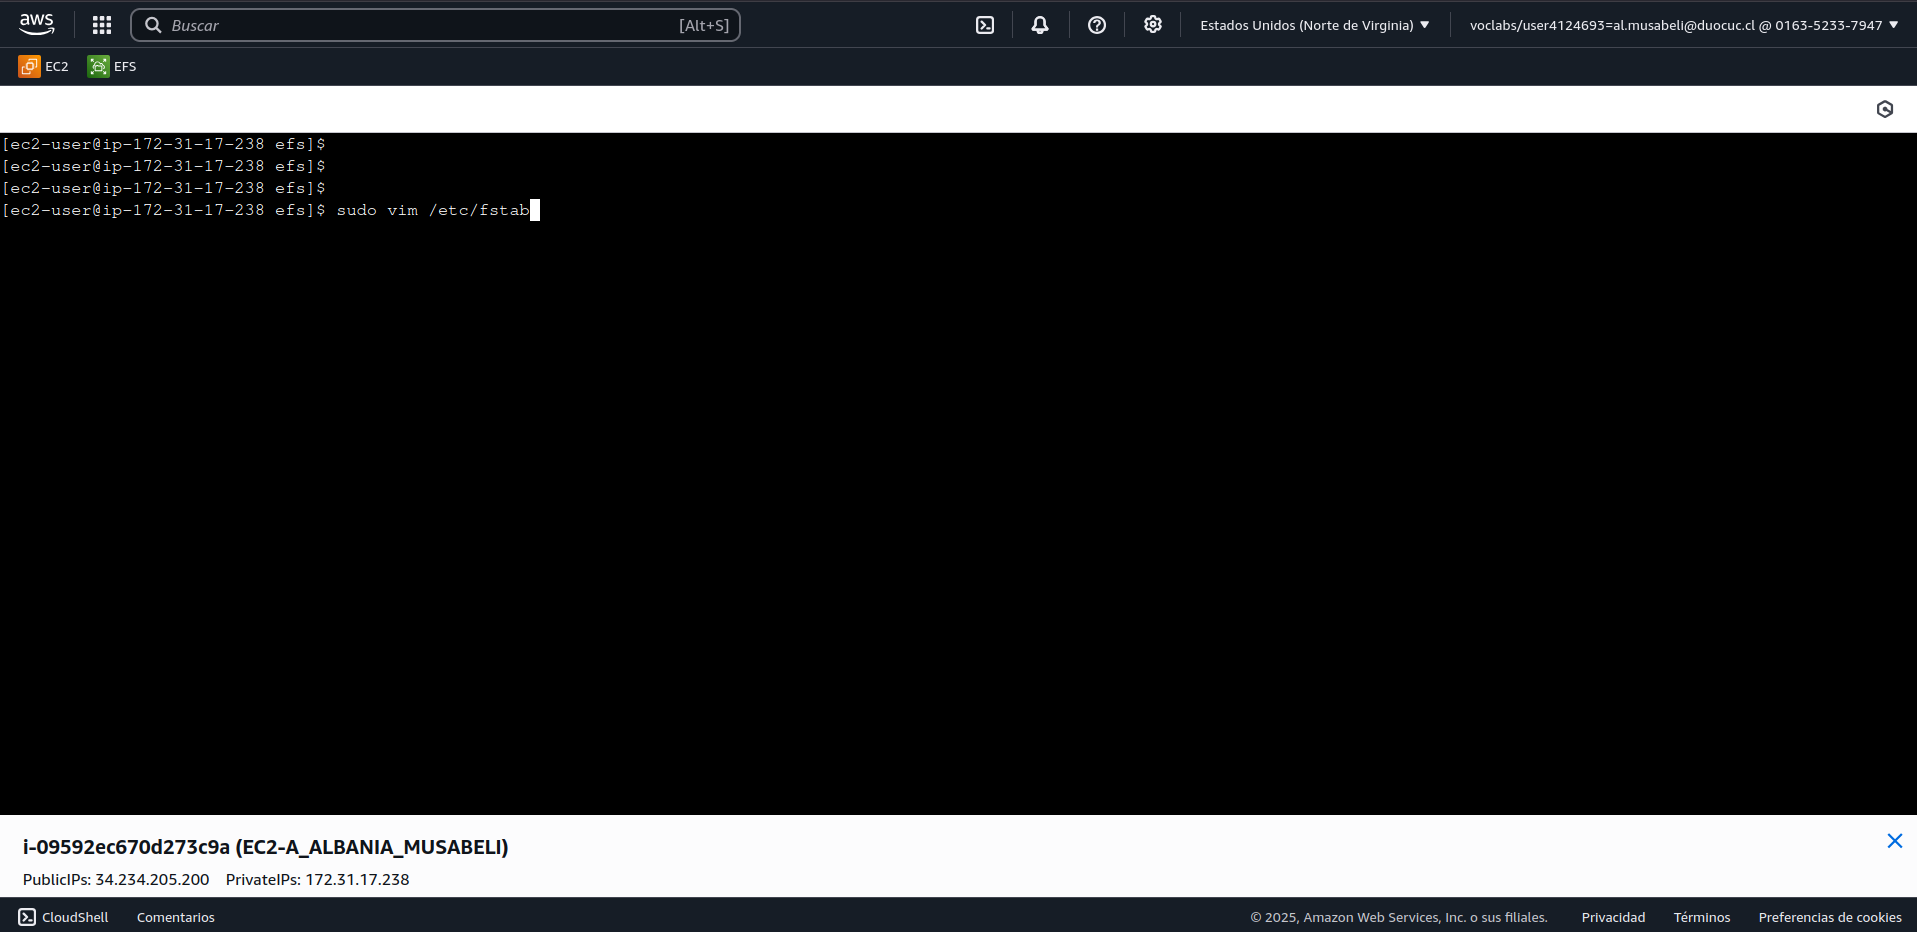 aws
Buscar [Alt+S] Estados Unidos (Norte de Virginia) voclabs/user4124693=al.musabeli@duocuc.cl @ 0163-5233-7947
EC2 EFS
[ec2-user@ip-172-31-17-238 efs]$
[ec2-user@ip-172-31-17-238 efs]$
[ec2-user@ip-172-31-17-238 efs]$
[ec2-user@ip-172-31-17-238 efs]$ sudo vim /etc/fstab
i-09592ec670d273c9a (EC2-A_ALBANIA_MUSABELI)
PublicIPs: 34.234.205.200 PrivateIPs: 172.31.17.238
CloudShell Comentarios © 2025, Amazon Web Services, Inc. o sus filiales. Privacidad Términos Preferencias de cookies